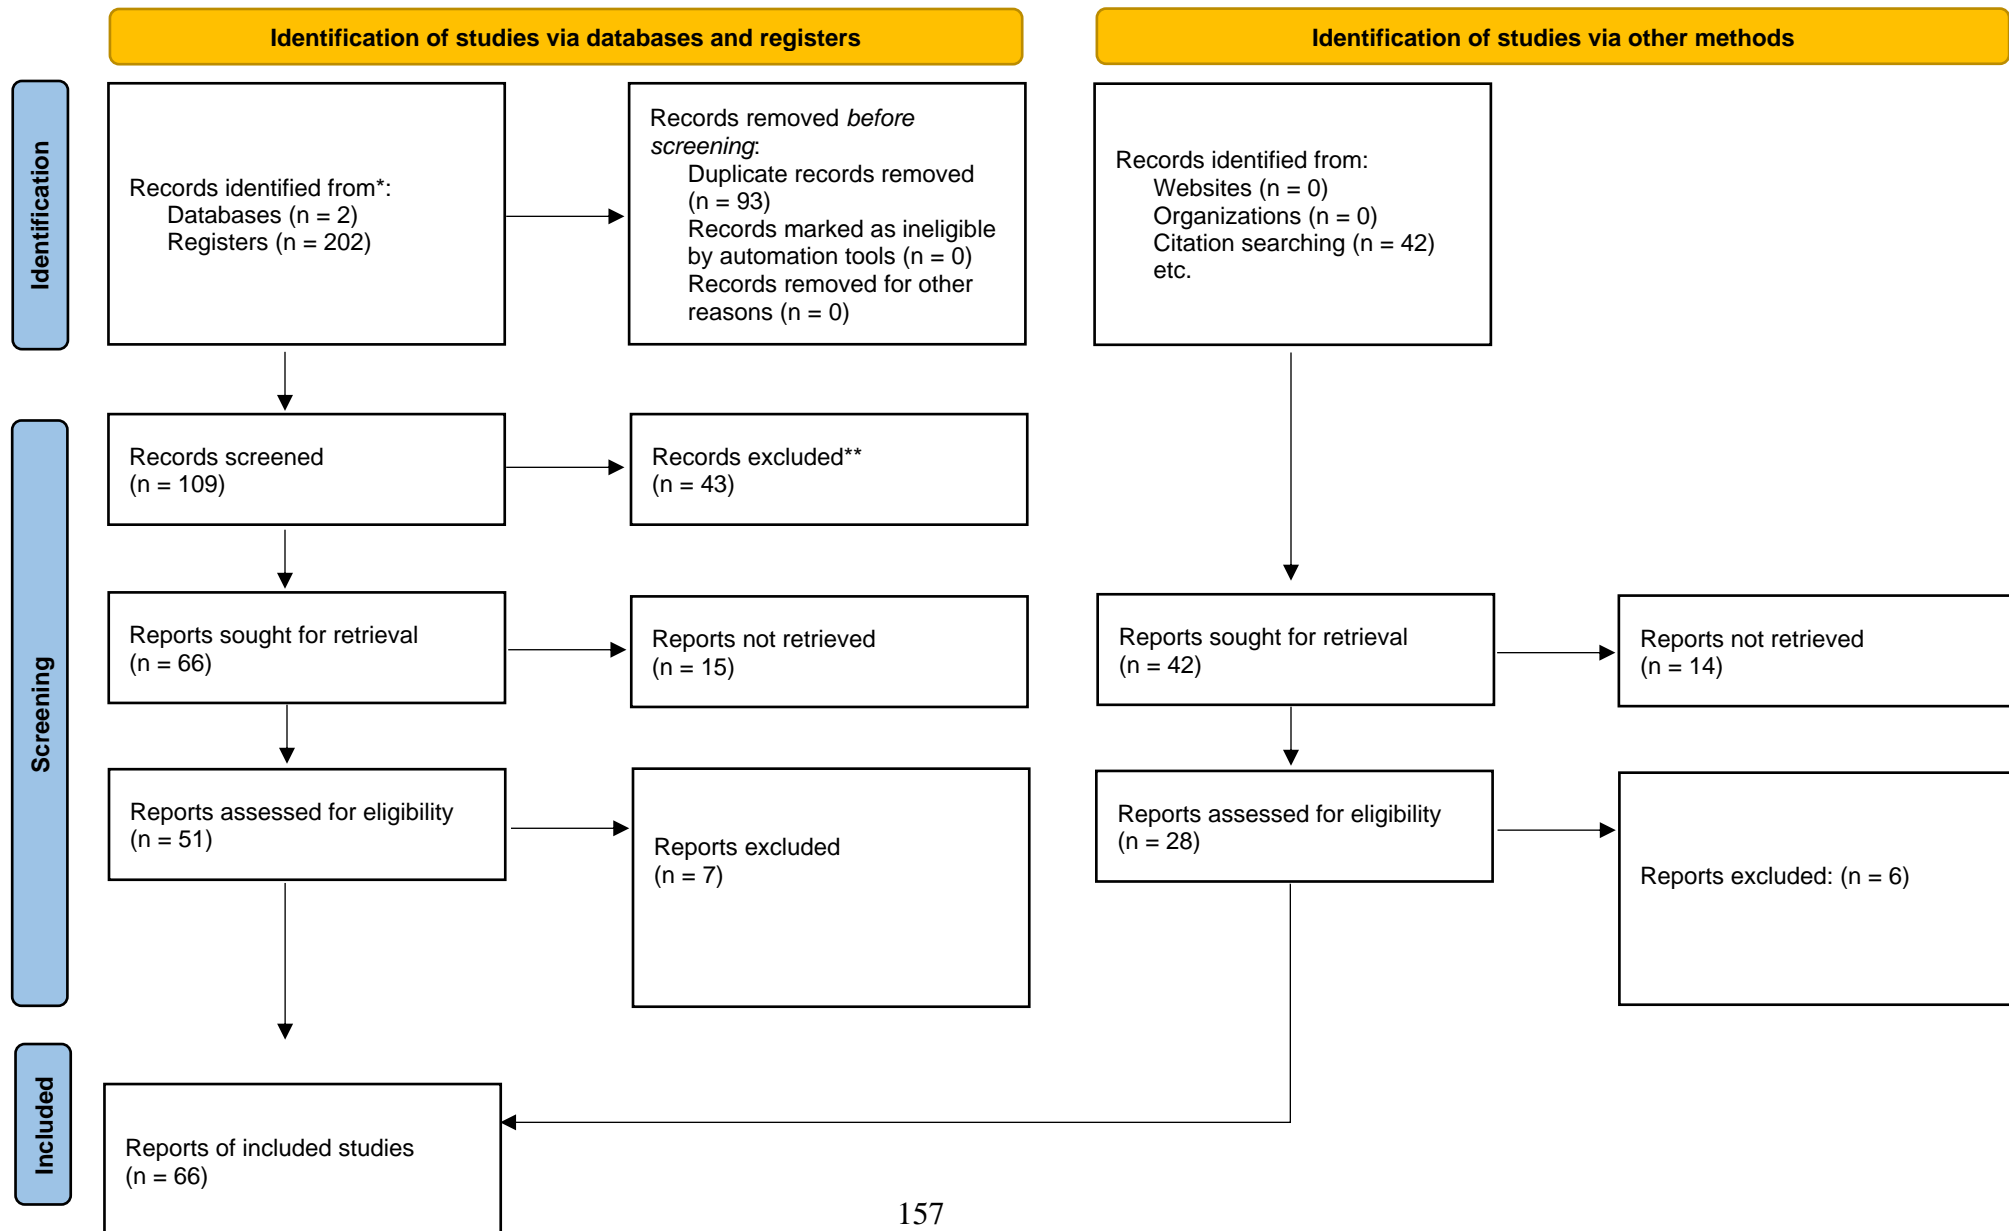 Identification of studies via databases and registers
Identification of studies via other methods
Identification
Records identified from*:
Databases (n = 2)
Registers (n = 202)
Records removed before
screening:
Duplicate records removed
(n = 93)
Records marked as ineligible
by automation tools (n = 0)
Records removed for other
reasons (n = 0)
Records identified from:
Websites (n = 0)
Organizations (n = 0)
Citation searching (n = 42)
etc.
Screening
Records screened
(n = 109)
Records excluded**
(n = 43)
Reports sought for retrieval
(n = 66)
Reports not retrieved
(n = 15)
Reports sought for retrieval
(n = 42)
Reports not retrieved
(n = 14)
Reports assessed for eligibility
(n = 51)
Reports excluded
(n = 7)
Reports assessed for eligibility
(n = 28)
Reports excluded: (n = 6)
Included
Reports of included studies
(n = 66)
157